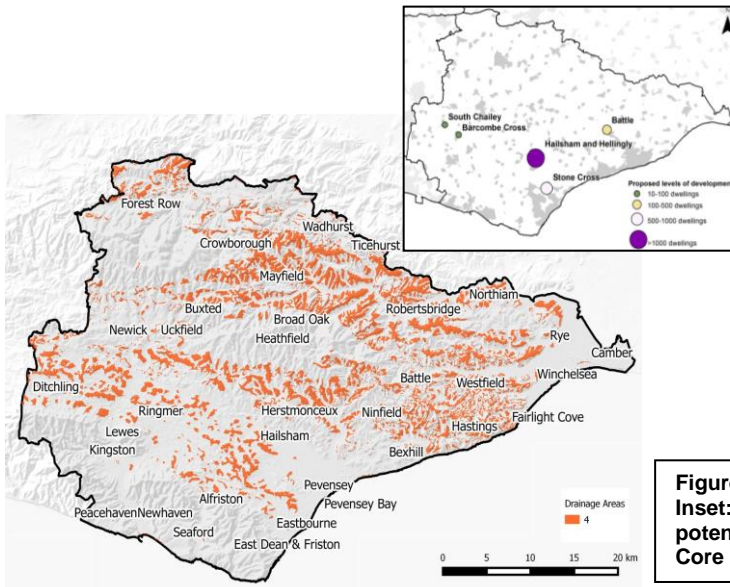 South Chailey
Barcombe Cross
Battle
Hailsham and Hellingly
Stone Cross
Proposed levels of development
10-100 dwellings
100-500 dwellings
500-1000 dwellings
>1000 dwellings
Forest Row
Wadhurst
Crowborough
Ticehurst
Mayfield
Northiam
Robertsbridge
Buxted
Broad Oak
Newick
Uckfield
Heathfield
Rye
Camber
Battle
Westfield
Winchelsea
Ditchling
Ringmer
Herstmonceux
Ninfield
Fairlight Cove
Lewes
Hailsham
Hastings
Kingston
Bexhill
Pevensey
Alfriston
Pevensey Bay
Peacehaven
Newhaven
Eastbourne
Seaford
East Dean & Friston
Drainage Areas
4
0 5 10 15 20 km
Figure
Inset:
poten
Core